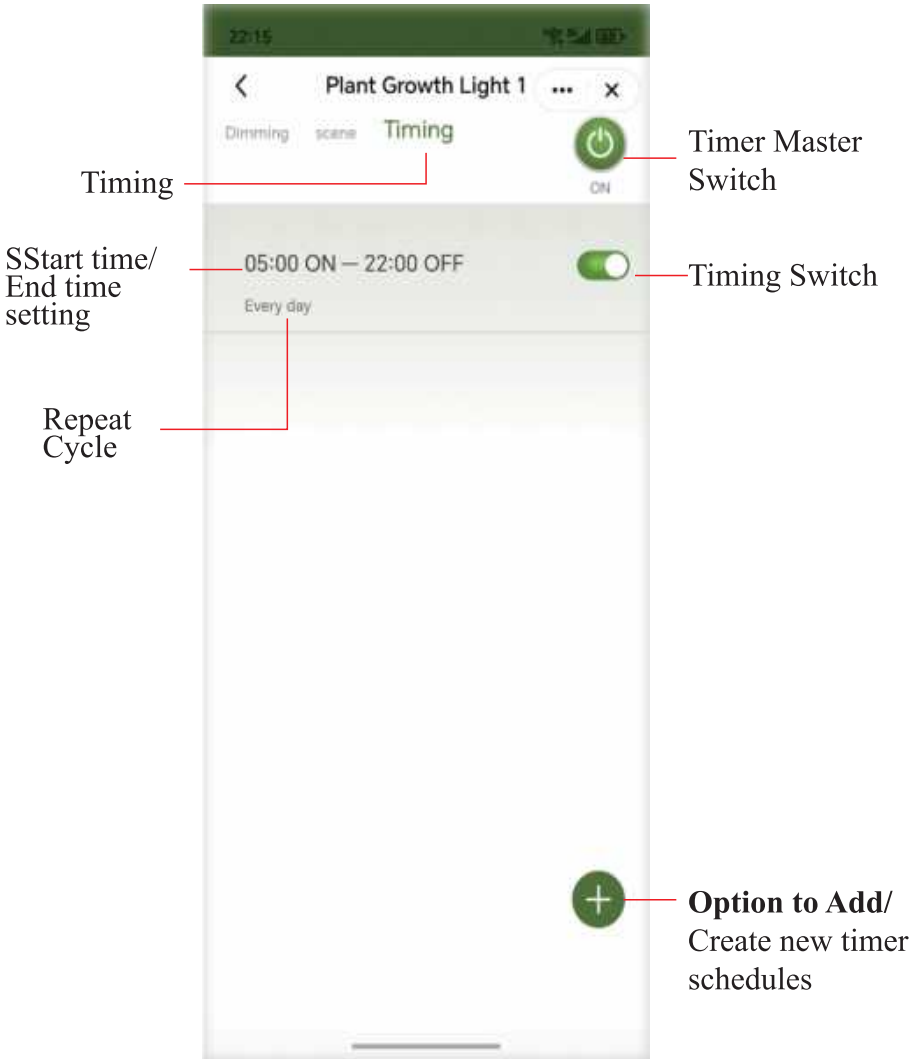 22:15
Plant Growth Light 1
Dimming scene Timing
ON
Timer Master
Switch
Timing
05:00 ON — 22:00 OFF
Every day
SStart time/
End time
setting
Timing Switch
Repeat
Cycle
Option to Add/
Create new timer
schedules